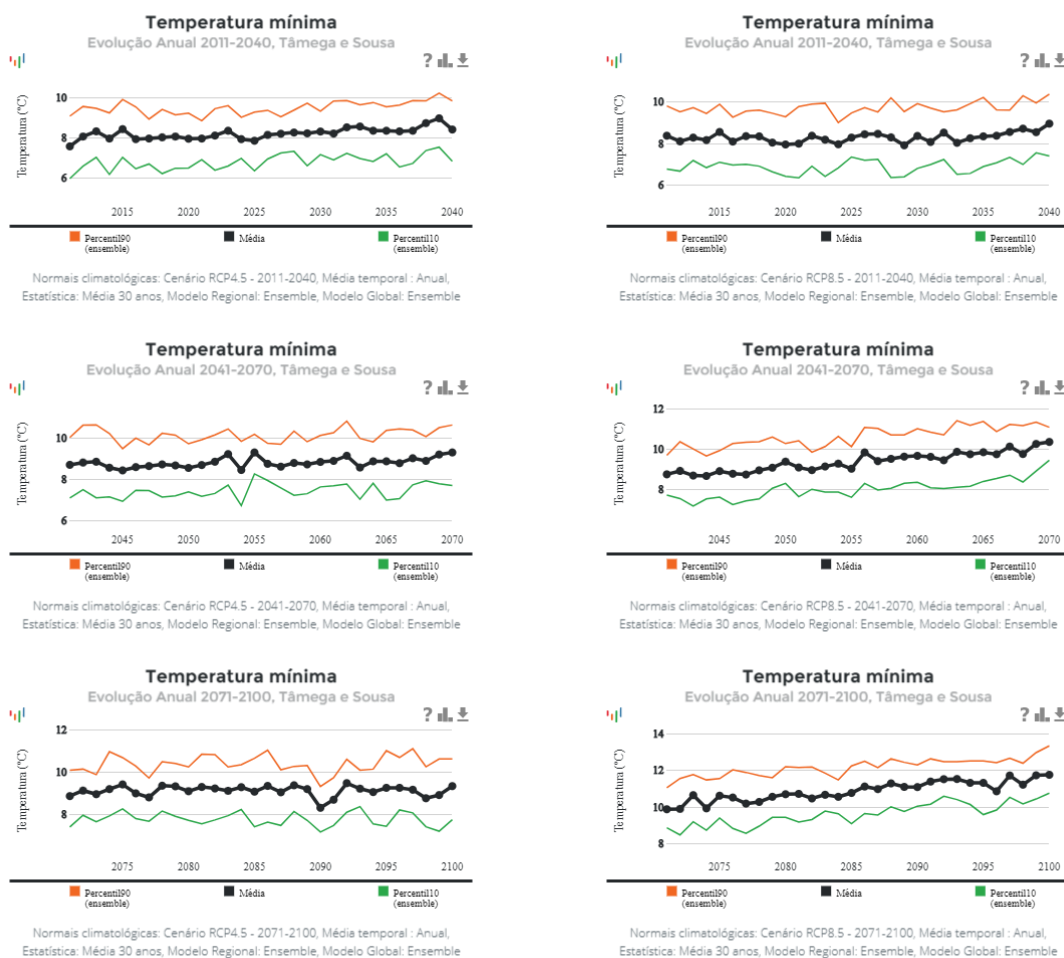 Temperatura mínima
Evolução Anual 2011-2040, Tâmega e Sousa
?
Temperatura (°C)
10
8
6
2015 2020 2025 2030 2035 2040
Percentil90 (ensemble) Média Percentil10 (ensemble)
Normais climatológicas: Cenário RCP4.5 - 2011-2040, Média temporal : Anual,
Estatística: Média 30 anos, Modelo Regional: Ensemble, Modelo Global: Ensemble
Temperatura mínima
Evolução Anual 2011-2040, Tâmega e Sousa
?
Temperatura (°C)
10
8
6
2015 2020 2025 2030 2035 2040
Percentil90 (ensemble) Média Percentil10 (ensemble)
Normais climatológicas: Cenário RCP8.5 - 2011-2040, Média temporal : Anual,
Estatística: Média 30 anos, Modelo Regional: Ensemble, Modelo Global: Ensemble
Temperatura mínima
Evolução Anual 2041-2070, Tâmega e Sousa
?
Temperatura (°C)
10
8
6
2045 2050 2055 2060 2065 2070
Percentil90 (ensemble) Média Percentil10 (ensemble)
Normais climatológicas: Cenário RCP4.5 - 2041-2070, Média temporal : Anual,
Estatística: Média 30 anos, Modelo Regional: Ensemble, Modelo Global: Ensemble
Temperatura mínima
Evolução Anual 2041-2070, Tâmega e Sousa
?
Temperatura (°C)
12
10
8
2045 2050 2055 2060 2065 2070
Percentil90 (ensemble) Média Percentil10 (ensemble)
Normais climatológicas: Cenário RCP8.5 - 2041-2070, Média temporal : Anual,
Estatística: Média 30 anos, Modelo Regional: Ensemble, Modelo Global: Ensemble
Temperatura mínima
Evolução Anual 2071-2100, Tâmega e Sousa
?
Temperatura (°C)
12
10
8
2075 2080 2085 2090 2095 2100
Percentil90 (ensemble) Média Percentil10 (ensemble)
Normais climatológicas: Cenário RCP4.5 - 2071-2100, Média temporal : Anual,
Estatística: Média 30 anos, Modelo Regional: Ensemble, Modelo Global: Ensemble
Temperatura mínima
Evolução Anual 2071-2100, Tâmega e Sousa
?
Temperatura (°C)
14
12
10
8
2075 2080 2085 2090 2095 2100
Percentil90 (ensemble) Média Percentil10 (ensemble)
Normais climatológicas: Cenário RCP8.5 - 2071-2100, Média temporal : Anual,
Estatística: Média 30 anos, Modelo Regional: Ensemble, Modelo Global: Ensemble